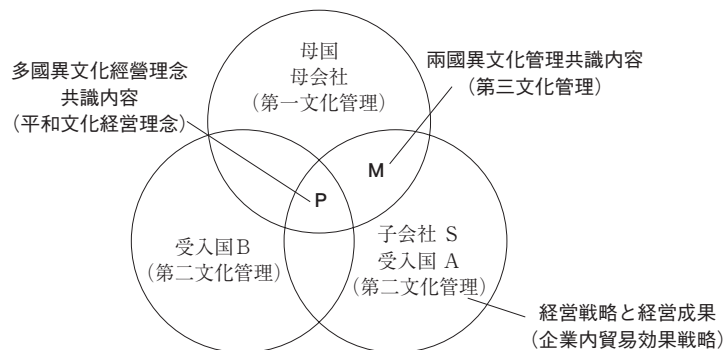 母国
母会社
（第一文化管理）
多國異文化經營理念
共識内容
（平和文化経営理念）
兩國異文化管理共識内容
（第三文化管理）
M
P
受入国B
（第二文化管理）
子会社 S
受入国 A
（第二文化管理）
経営戦略と経営成果
（企業内貿易効果戦略）